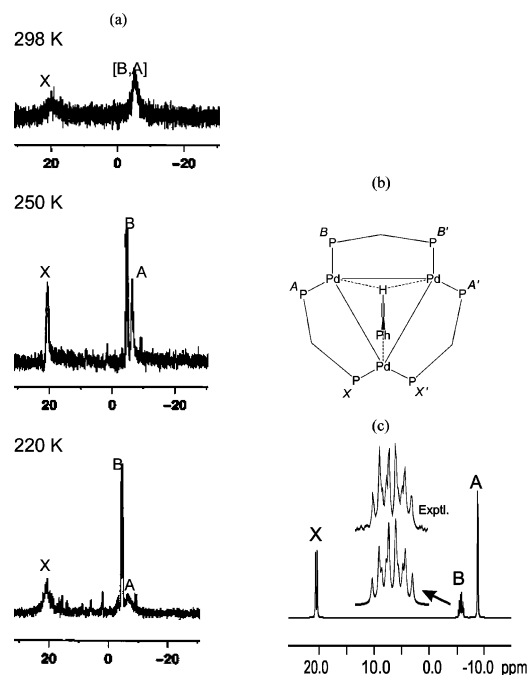 (a)
298 K
X
[B,A]
20
0
-20
250 K
X
B
A
20
0
-20
220 K
X
B
A
20
0
-20
(b)
B
B'
P
P
A
P
Pd
H
Pd
P
A'
Ph
Pd
P
P
X
X'
(c)
Exptl.
X
B
A
20.0
10.0
0.0
-10.0 ppm